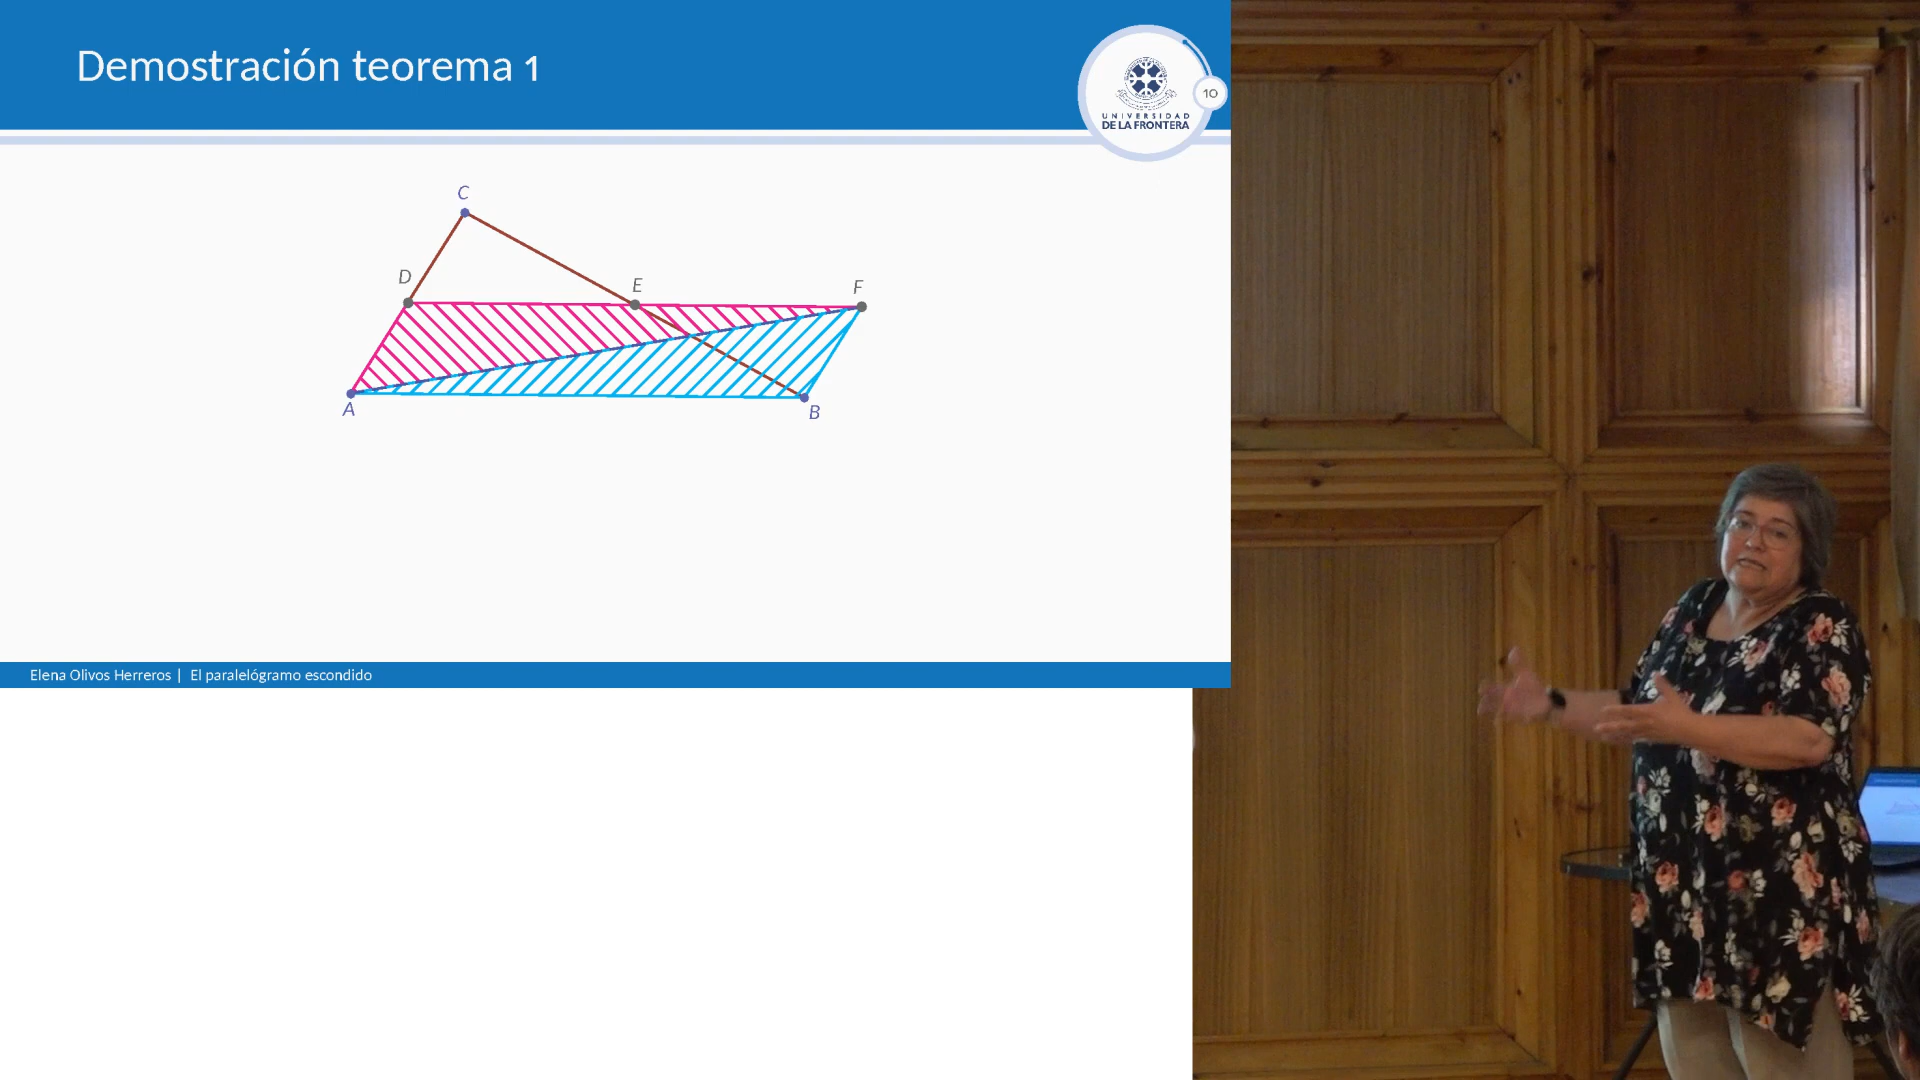 Demostración teorema 1
10
UNIVERSIDAD
DE LA FRONTERA
C
D
E
F
A
B
Elena Olivos Herreros | El paralelógramo escondido